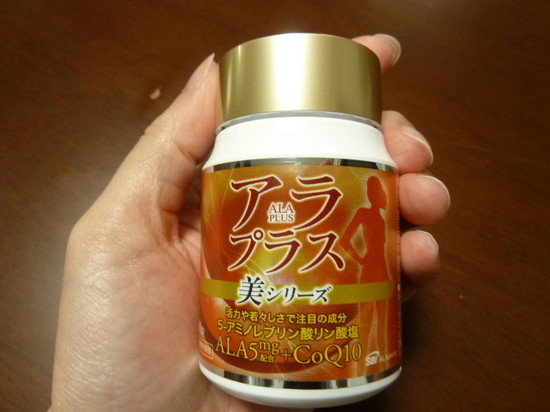 アラ
ALA
PLUS
プラス
美シリーズ
活力や若々しさで注目の成分
5-アミノレブリン酸リン酸塩
ALA5mg配合+CoQ10
SBI